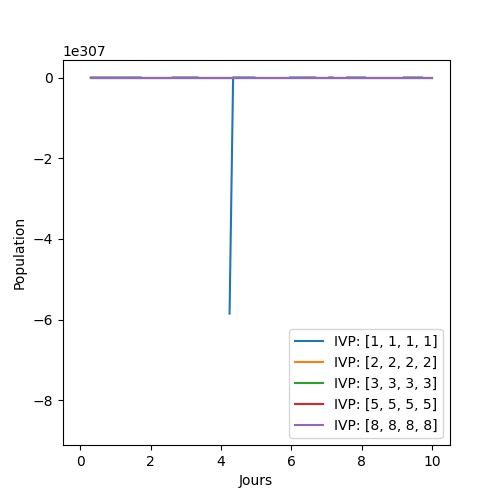 1e307
0
−2
−4
−6
−8
Population
0 2 4 6 8 10
Jours
IVP: [1, 1, 1, 1]
IVP: [2, 2, 2, 2]
IVP: [3, 3, 3, 3]
IVP: [5, 5, 5, 5]
IVP: [8, 8, 8, 8]